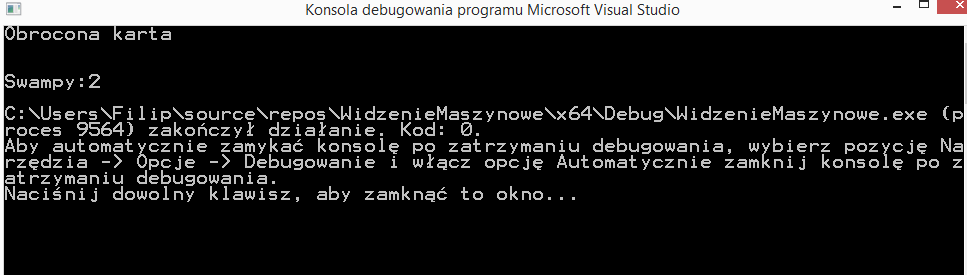 Konsola debugowania programu Microsoft Visual Studio
Obrocona karta
Swampy:2
C:\Users\Filip\source\repos\WidzenieMaszynowe\x64\Debug\WidzenieMaszynowe.exe (p
roces 9564) zakończył działanie. Kod: 0.
Aby automatycznie zamykać konsolę po zatrzymaniu debugowania, wybierz pozycję Na
rzędzia -> Opcje -> Debugowanie i włącz opcję Automatycznie zamknij konsolę po z
atrzymaniu debugowania.
Naciśnij dowolny klawisz, aby zamknąć to okno...